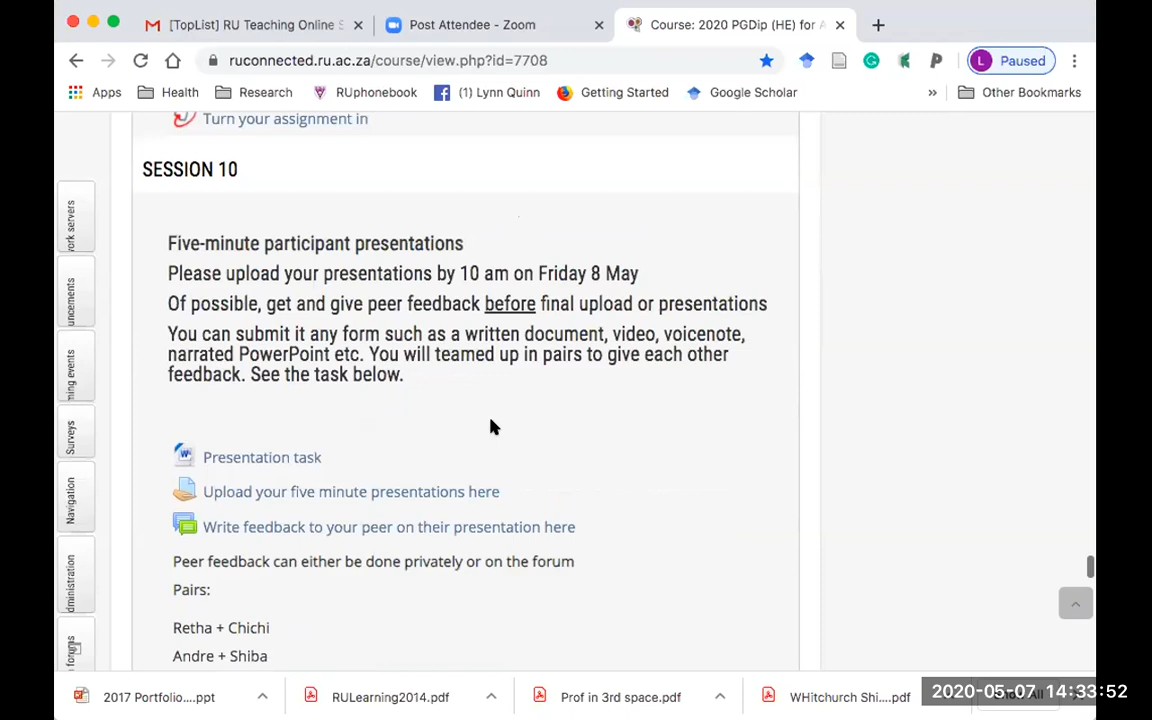 [TopList] RU Teaching Online S
Post Attendee - Zoom
Course: 2020 PGDip (HE) for A
ruconnected.ru.ac.za/course/view.php?id=7708
L Paused
Apps
Health
Research
RUphonebook
(1) Lynn Quinn
Getting Started
Google Scholar
»
Other Bookmarks
Turn your assignment in
SESSION 10
Five-minute participant presentations
Please upload your presentations by 10 am on Friday 8 May
Of possible, get and give peer feedback before final upload or presentations
You can submit it any form such as a written document, video, voicenote,
narrated PowerPoint etc. You will teamed up in pairs to give each other
feedback. See the task below.
Presentation task
Upload your five minute presentations here
Write feedback to your peer on their presentation here
Peer feedback can either be done privately or on the forum
Pairs:
Retha + Chichi
Andre + Shiba
ork servers
uncements
ming events
Surveys
Navigation
dministration
forums
2017 Portfolio....ppt
RULearning2014.pdf
Prof in 3rd space.pdf
WHitchurch Shi....pdf
2020-05-07 14:33:52